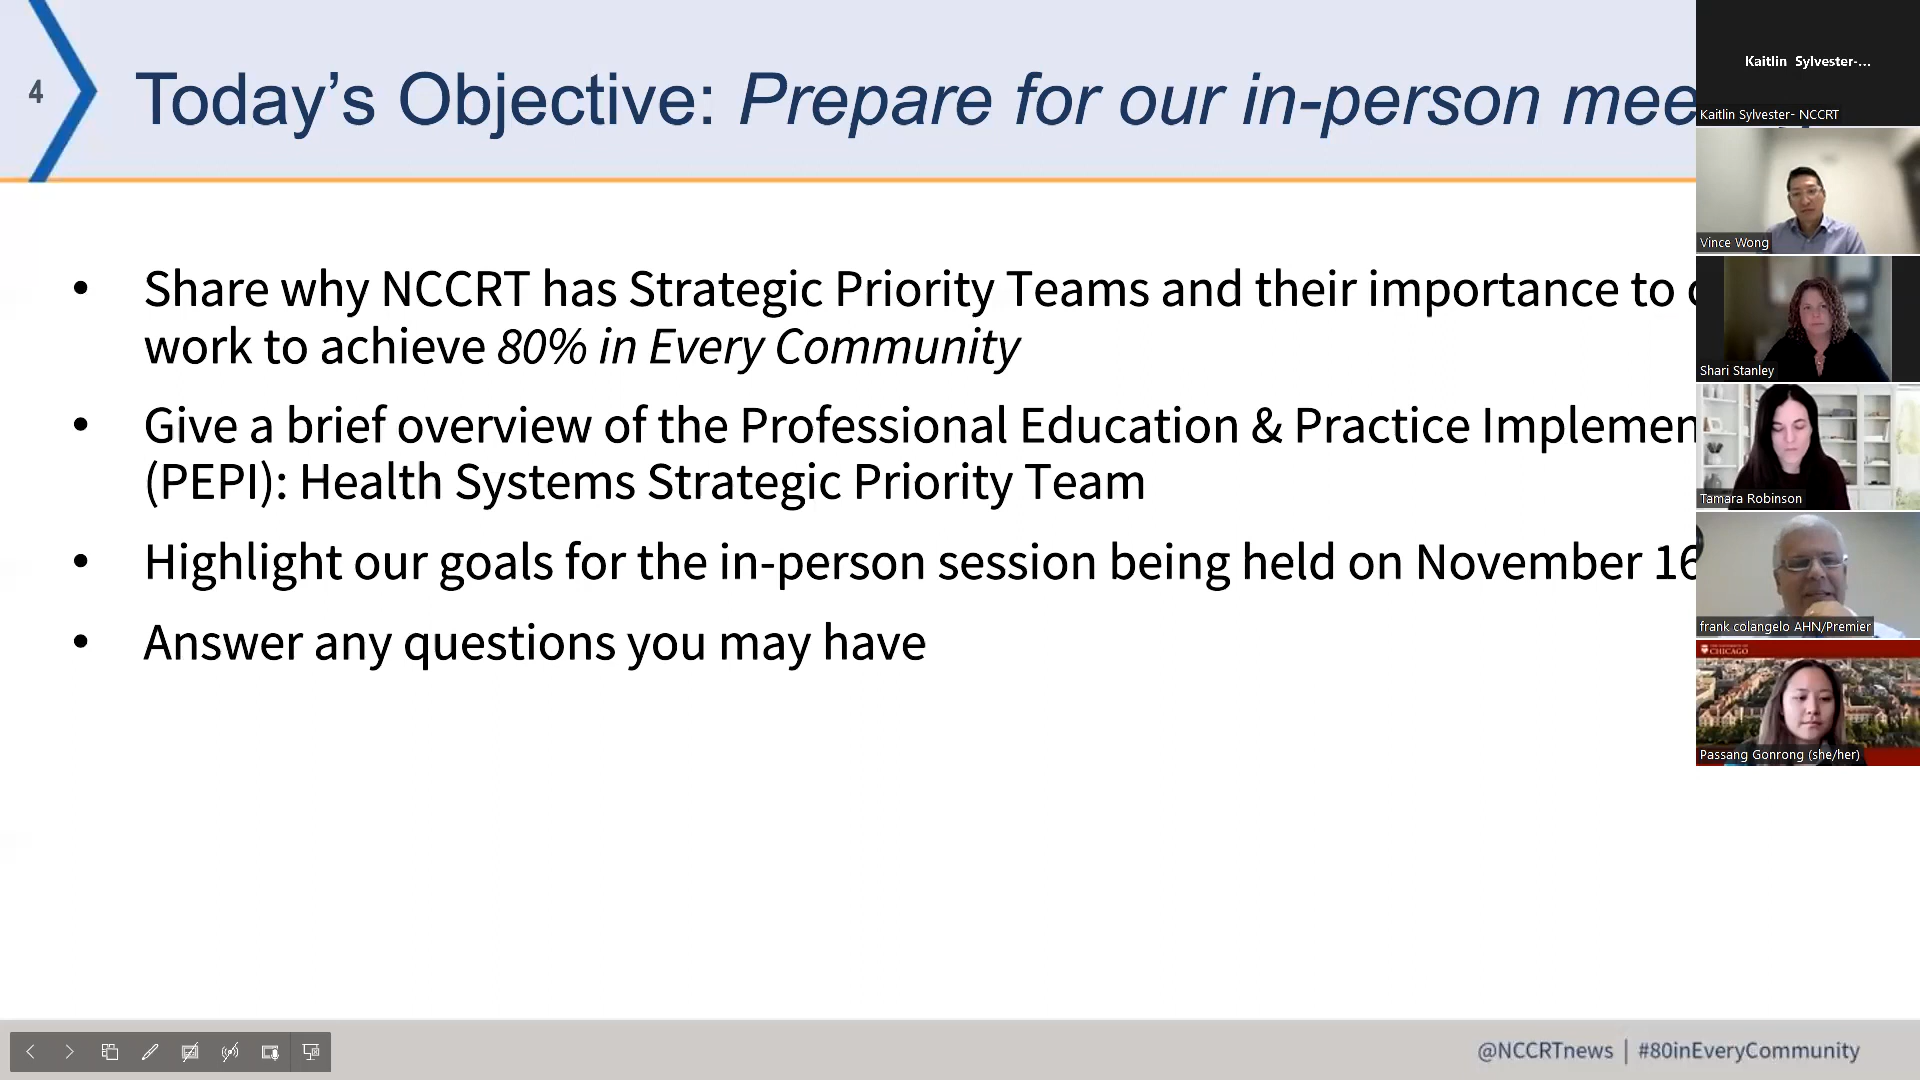 4
Today’s Objective: Prepare for our in-person mee
• Share why NCCRT has Strategic Priority Teams and their importance to
work to achieve 80% in Every Community
• Give a brief overview of the Professional Education & Practice Implemen
(PEPI): Health Systems Strategic Priority Team
• Highlight our goals for the in-person session being held on November 16
• Answer any questions you may have
@NCCRTnews | #80inEveryCommunity
Kaitlin Sylvester-...
Kaitlin Sylvester- NCCRT
Vince Wong
Shari Stanley
Tamara Robinson
frank colangelo AHN/Premier
CHICAGO
Passang Gonrong (she/her)